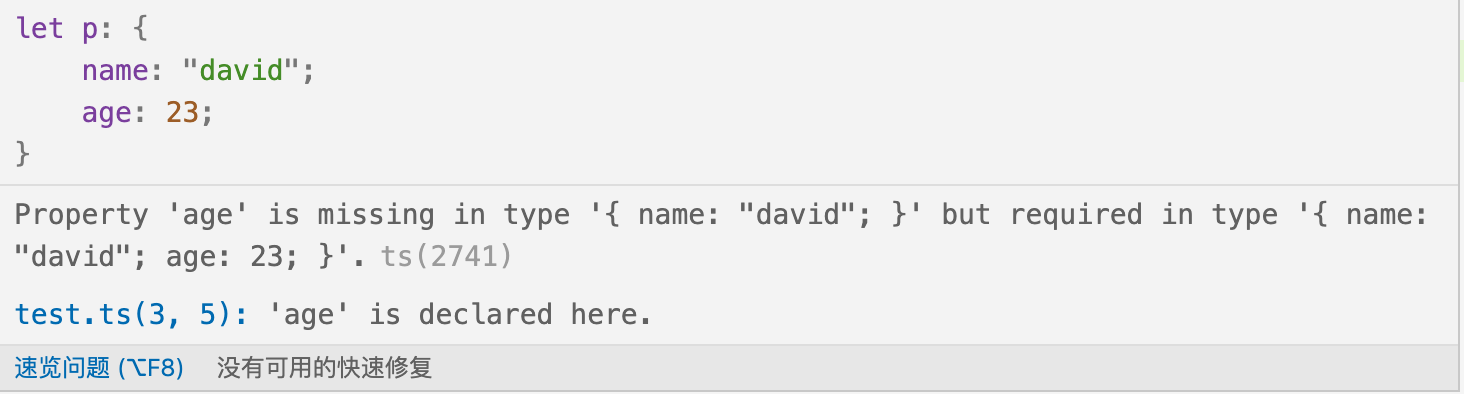 let p: {
    name: "david";
    age: 23;
}
Property 'age' is missing in type '{ name: "david"; }' but required in type '{ name:
"david"; age: 23; }'. ts(2741)
test.ts(3, 5): 'age' is declared here.
速览问题 (⌥F8) 没有可用的快速修复